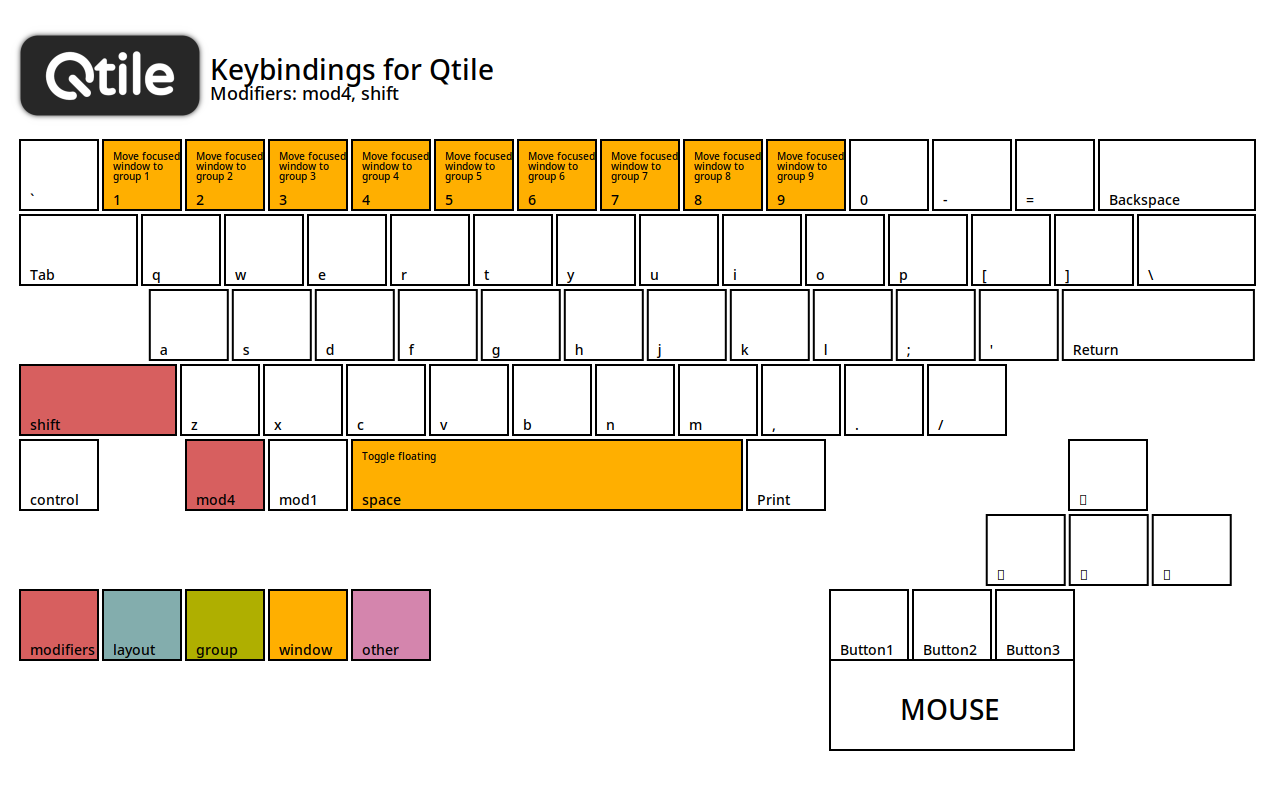 Qtile
Keybindings for Qtile
Modifiers: mod4, shift
`
Move focused
window to
group 1
1
Move focused
window to
group 2
2
Move focused
window to
group 3
3
Move focused
window to
group 4
4
Move focused
window to
group 5
5
Move focused
window to
group 6
6
Move focused
window to
group 7
7
Move focused
window to
group 8
8
Move focused
window to
group 9
9
0
-
=
Backspace
Tab
q
w
e
r
t
y
u
i
o
p
[
]
\
a
s
d
f
g
h
j
k
l
;
'
Return
shift
z
x
c
v
b
n
m
,
.
/
control
mod4
mod1
Toggle floating
space
Print
modifiers
layout
group
window
other
Button1
Button2
Button3
MOUSE